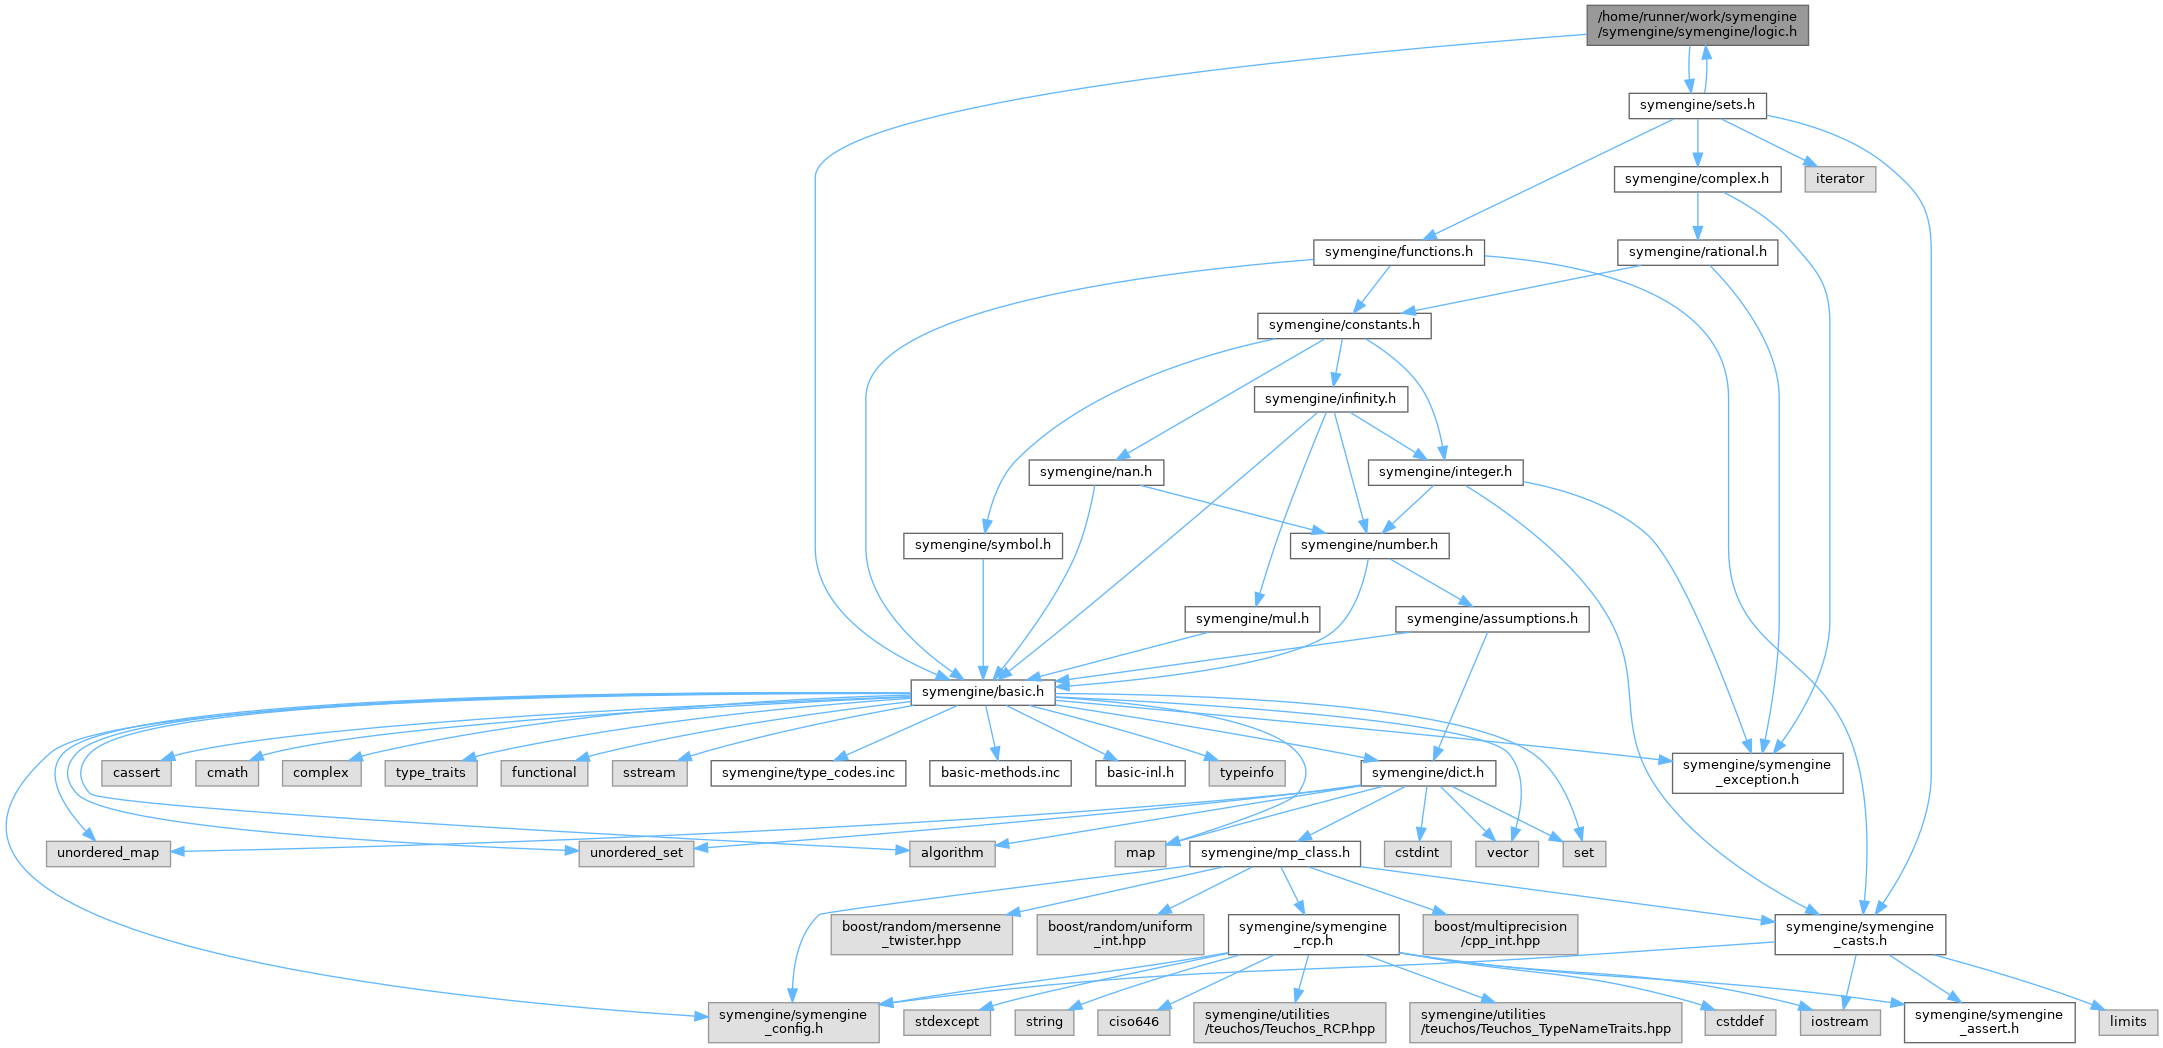 /home/runner/work/symengine
/symengine/symengine/logic.h
symengine/sets.h
symengine/complex.h
iterator
symengine/functions.h
symengine/rational.h
symengine/constants.h
symengine/infinity.h
symengine/nan.h
symengine/integer.h
symengine/symbol.h
symengine/number.h
symengine/mul.h
symengine/assumptions.h
symengine/basic.h
cassert
cmath
complex
type_traits
functional
sstream
symengine/type_codes.inc
basic-methods.inc
basic-inl.h
typeinfo
symengine/dict.h
symengine/symengine
_exception.h
unordered_map
unordered_set
algorithm
map
symengine/mp_class.h
cstdint
vector
set
boost/random/mersenne
_twister.hpp
boost/random/uniform
_int.hpp
symengine/symengine
_rcp.h
boost/multiprecision
/cpp_int.hpp
symengine/symengine
_casts.h
symengine/symengine
_config.h
stdexcept
string
ciso646
symengine/utilities
/teuchos/Teuchos_RCP.hpp
symengine/utilities
/teuchos/Teuchos_TypeNameTraits.hpp
cstddef
iostream
symengine/symengine
_assert.h
limits